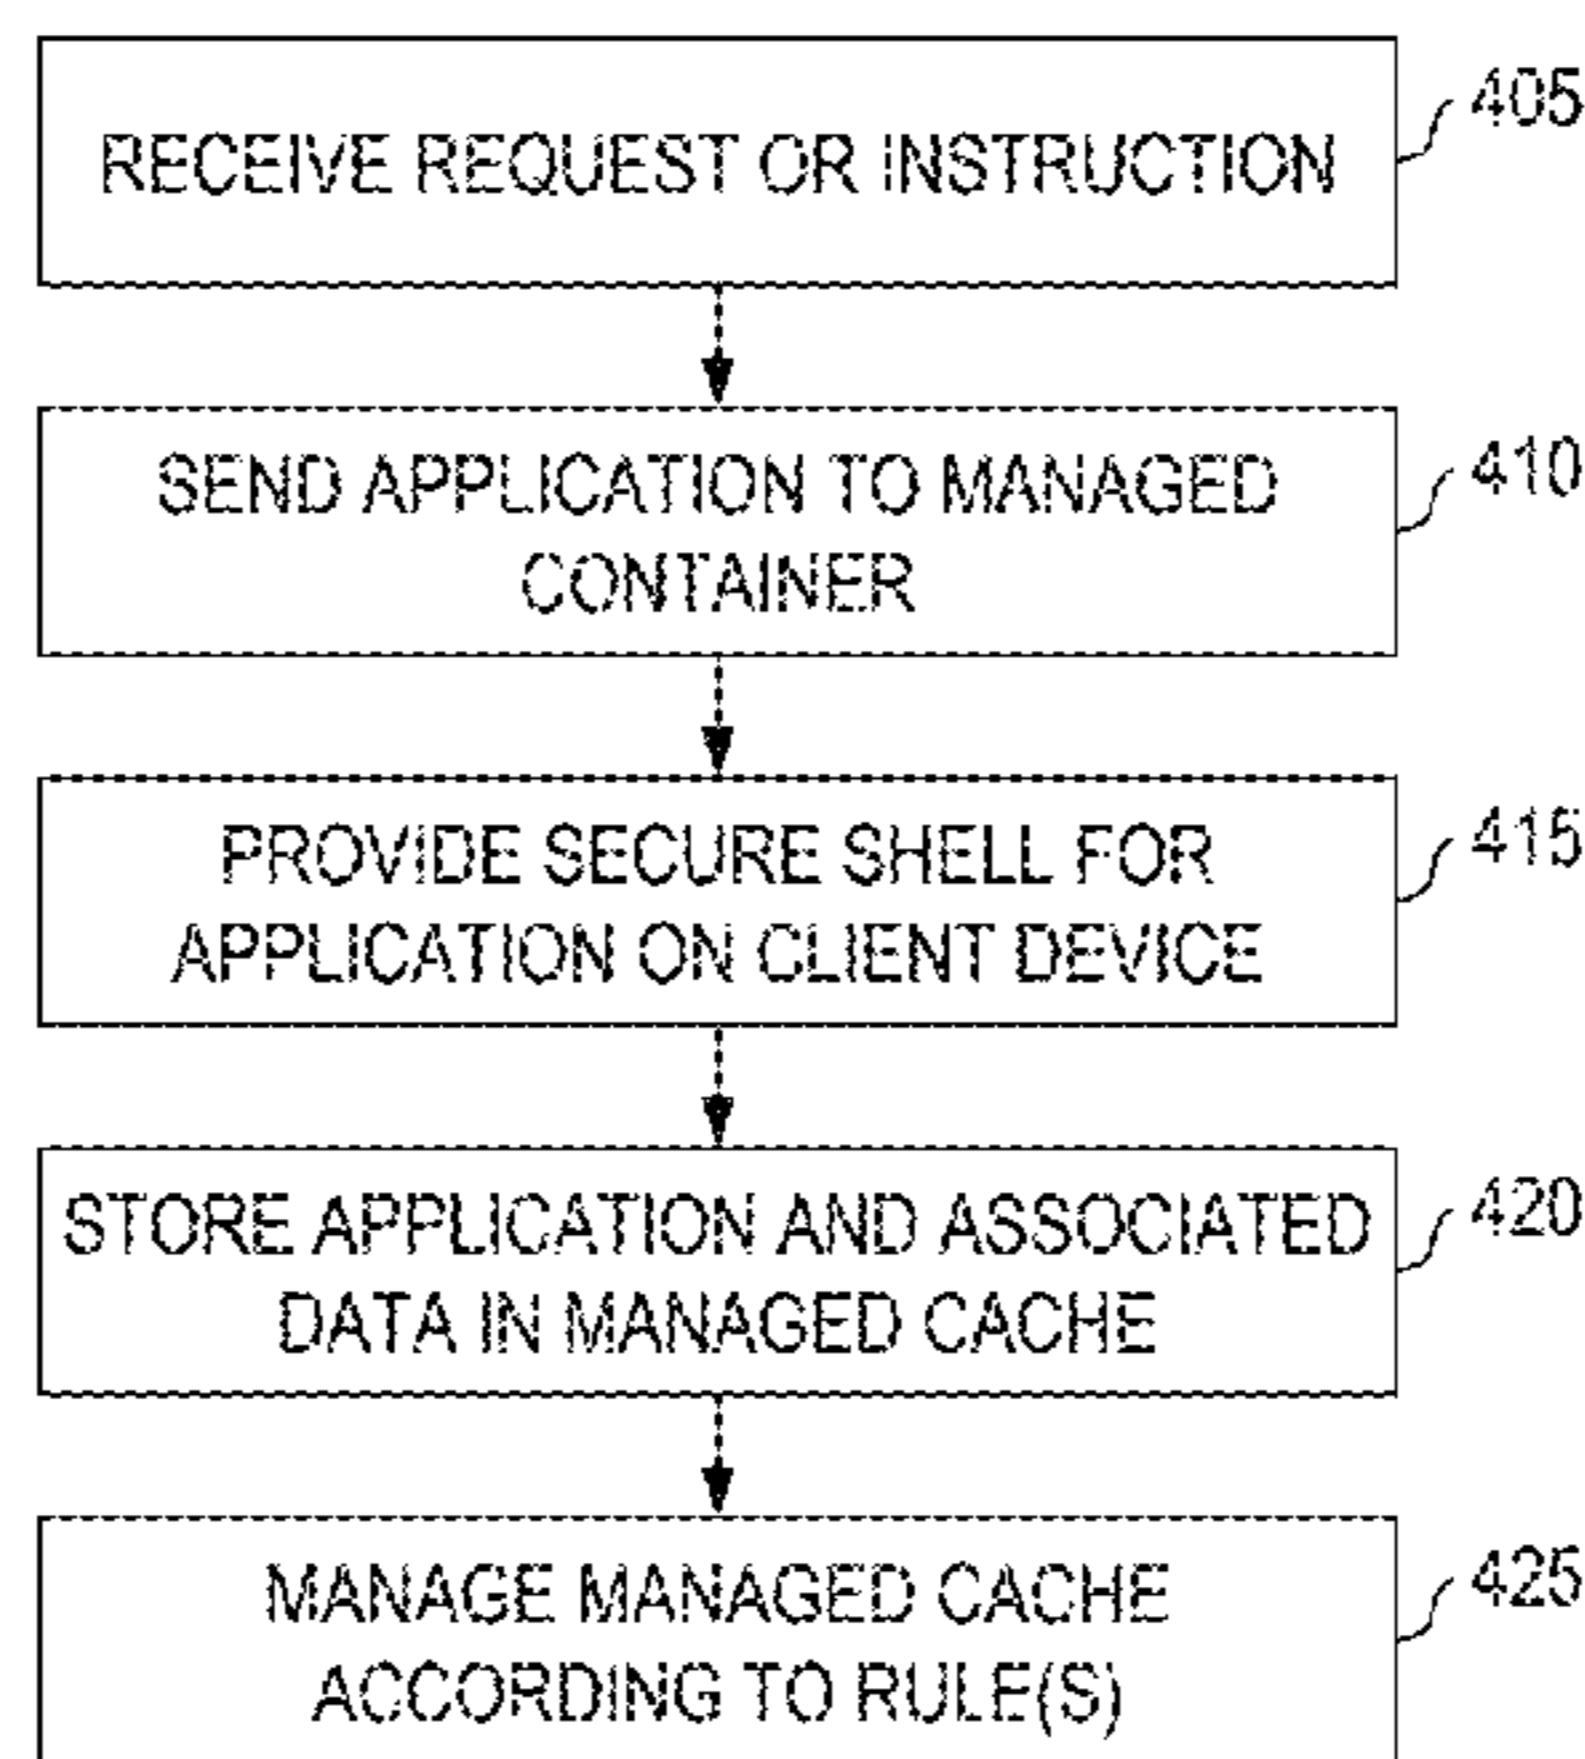 RECEIVE REQUEST OR INSTRUCTION
405
SEND APPLICATION TO MANAGED
CONTAINER
410
PROVIDE SECURE SHELL FOR
APPLICATION ON CLIENT DEVICE
415
STORE APPLICATION AND ASSOCIATED
DATA IN MANAGED CACHE
420
MANAGE MANAGED CACHE
ACCORDING TO RULE(S)
425